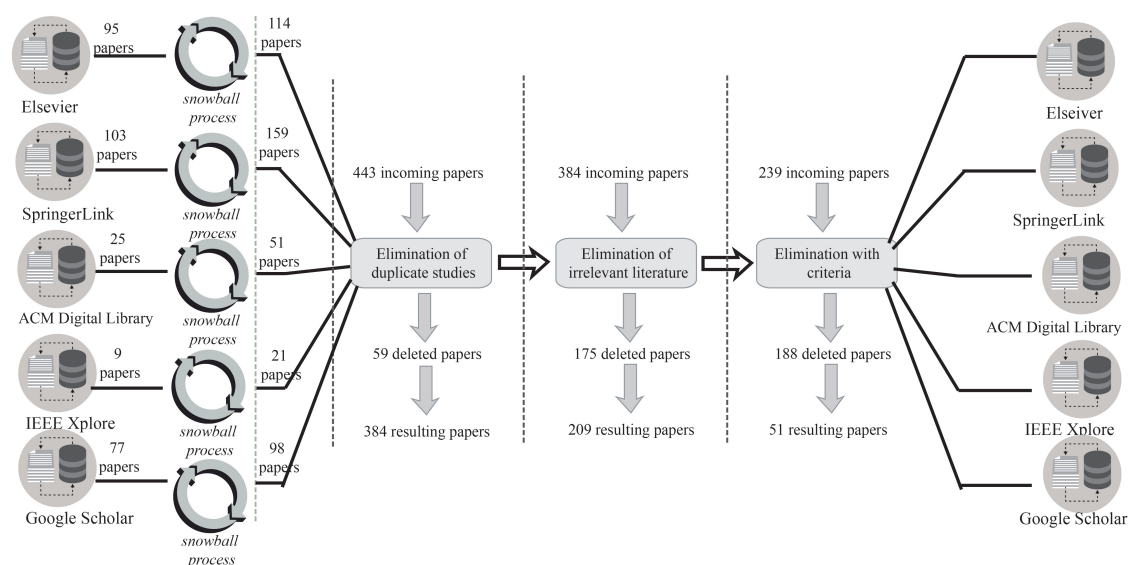 95
papers
Elsevier
snowball
process
114
papers
103
papers
SpringerLink
snowball
process
159
papers
25
papers
ACM Digital Library
snowball
process
51
papers
9
papers
IEEE Xplore
snowball
process
21
papers
77
papers
Google Scholar
snowball
process
98
papers
443 incoming papers
Elimination of
duplicate studies
59 deleted papers
384 resulting papers
384 incoming papers
Elimination of
irrelevant literature
175 deleted papers
209 resulting papers
239 incoming papers
Elimination with
criteria
188 deleted papers
51 resulting papers
Elseiver
SpringerLink
ACM Digital Library
IEEE Xplore
Google Scholar